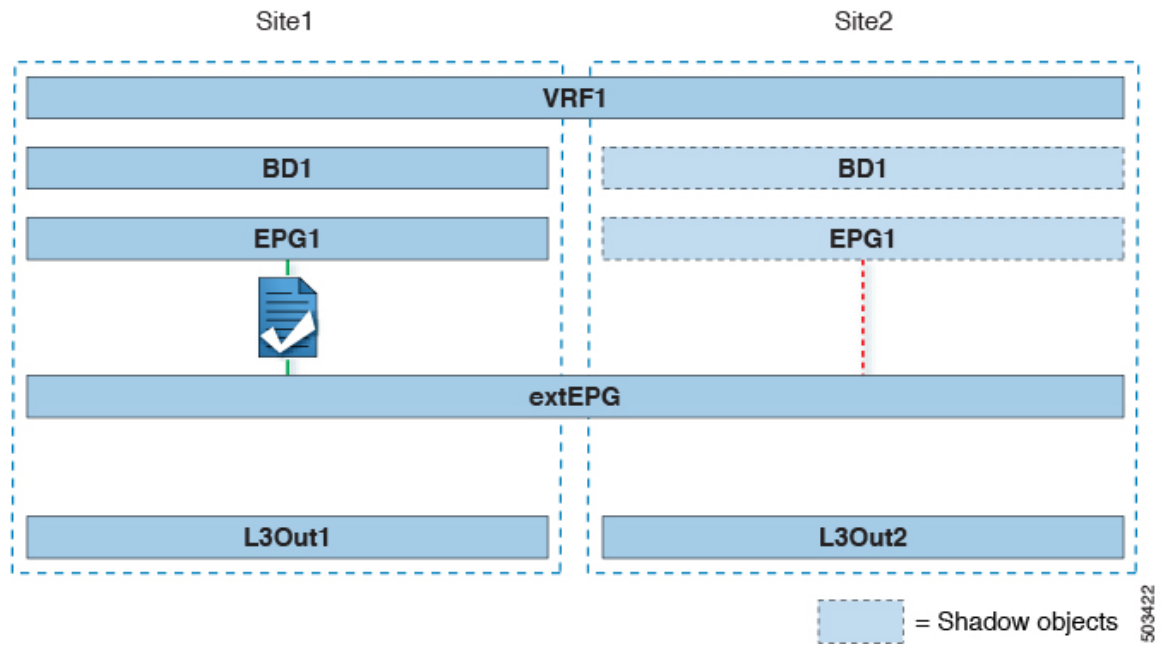 Site1
Site2
VRF1
BD1
BD1
EPG1
EPG1
extEPG
L3Out1
L3Out2
= Shadow objects
503422